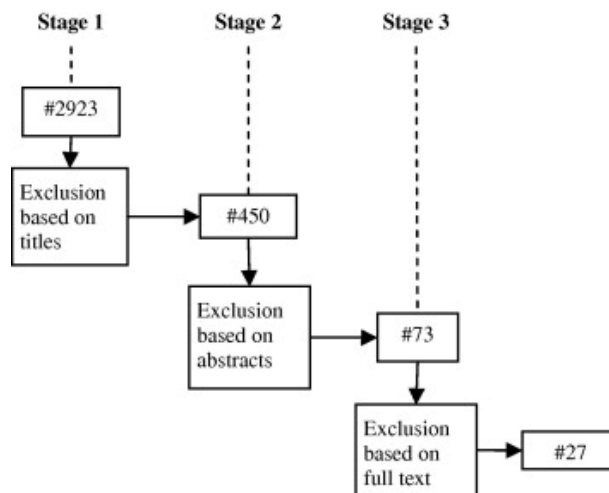 Stage 1
Stage 2
Stage 3
#2923
Exclusion
based on
titles
#450
Exclusion
based on
abstracts
#73
Exclusion
based on
full text
#27